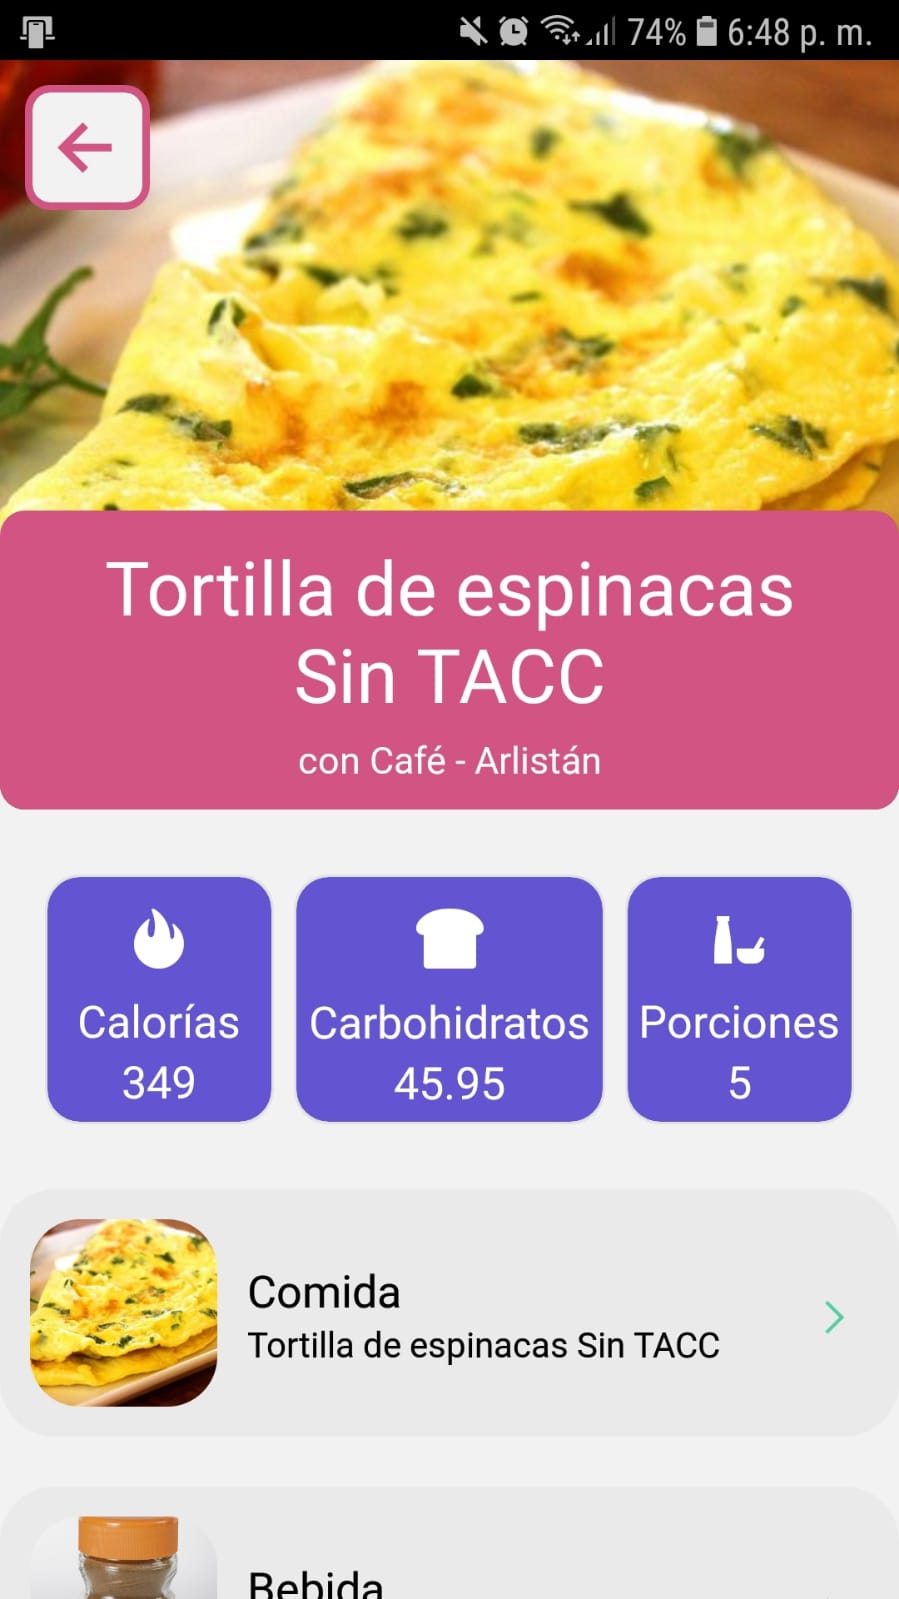 74% 6:48 p. m.
Tortilla de espinacas
Sin TACC
con Café - Arlistán
Calorías
349
Carbohidratos
45.95
Porciones
5
Comida
Tortilla de espinacas Sin TACC
Bebida